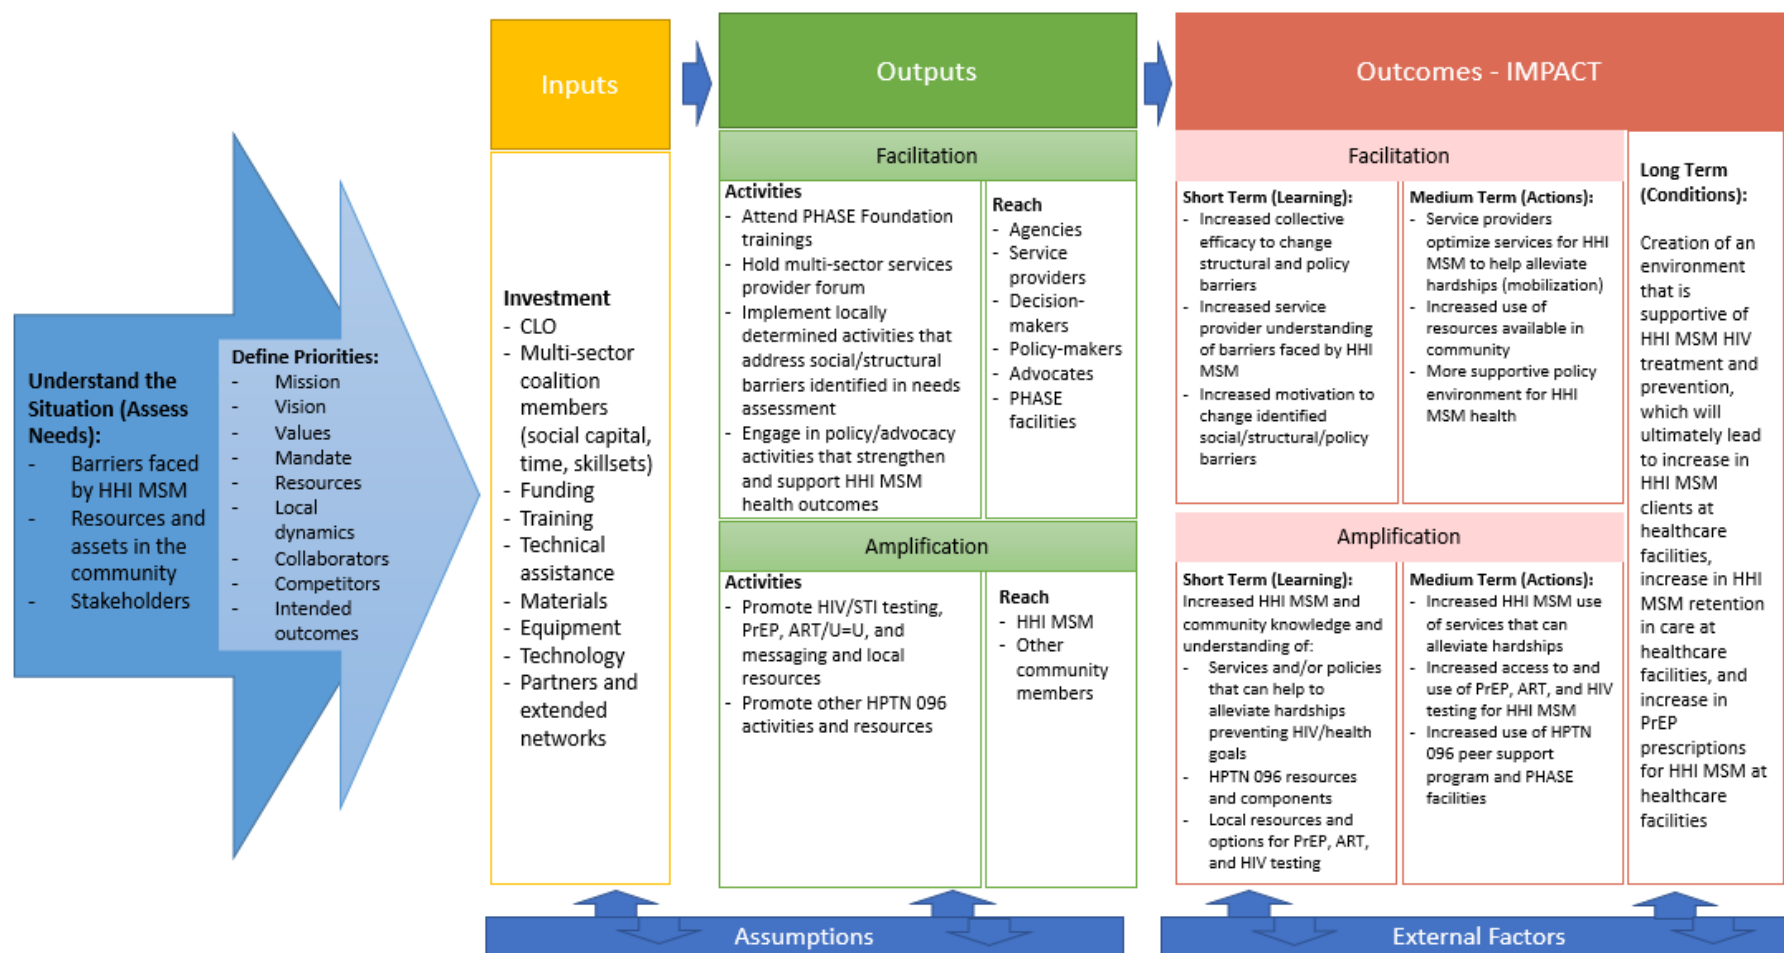 Understand the
Situation (Assess
Needs):
- Barriers faced
by HHI MSM
- Resources and
assets in the
community
- Stakeholders
Define Priorities:
- Mission
- Vision
- Values
- Mandate
- Resources
- Local
dynamics
- Collaborators
- Competitors
- Intended
outcomes
Inputs
Investment
- CLO
- Multi-sector
coalition
members
(social capital,
time, skillsets)
- Funding
- Training
- Technical
assistance
- Materials
- Equipment
- Technology
- Partners and
extended
networks
Outputs
Facilitation
Activities
- Attend PHASE Foundation
trainings
- Hold multi-sector services
provider forum
- Implement locally
determined activities that
address social/structural
barriers identified in needs
assessment
- Engage in policy/advocacy
activities that strengthen
and support HHI MSM
health outcomes
Reach
- Agencies
- Service
providers
- Decision-
makers
- Policy-makers
- Advocates
- PHASE
facilities
Amplification
Activities
- Promote HIV/STI testing,
PrEP, ART/U=U, and
messaging and local
resources
- Promote other HPTN 096
activities and resources
Reach
- HHI MSM
- Other
community
members
Outcomes - IMPACT
Facilitation
Short Term (Learning):
- Increased collective
efficacy to change
structural and policy
barriers
- Increased service
provider understanding
of barriers faced by HHI
MSM
- Increased motivation to
change identified
social/structural/policy
barriers
Medium Term (Actions):
- Service providers
optimize services for HHI
MSM to help alleviate
hardships (mobilization)
- Increased use of
resources available in
community
- More supportive policy
environment for HHI
MSM health
Amplification
Short Term (Learning):
Increased HHI MSM and
community knowledge and
understanding of:
- Services and/or policies
that can help to
alleviate hardships
preventing HIV/health
goals
- HPTN 096 resources
and components
- Local resources and
options for PrEP, ART,
and HIV testing
Medium Term (Actions):
- Increased HHI MSM use
of services that can
alleviate hardships
- Increased access to and
use of PrEP, ART, and HIV
testing for HHI MSM
- Increased use of HPTN
096 peer support
program and PHASE
facilities
Long Term
(Conditions):
Creation of an
environment
that is
supportive of
HHI MSM HIV
treatment and
prevention,
which will
ultimately lead
to increase in
HHI MSM
clients at
healthcare
facilities,
increase in HHI
MSM retention
in care at
healthcare
facilities, and
increase in
PrEP
prescriptions
for HHI MSM at
healthcare
facilities
Assumptions
External Factors